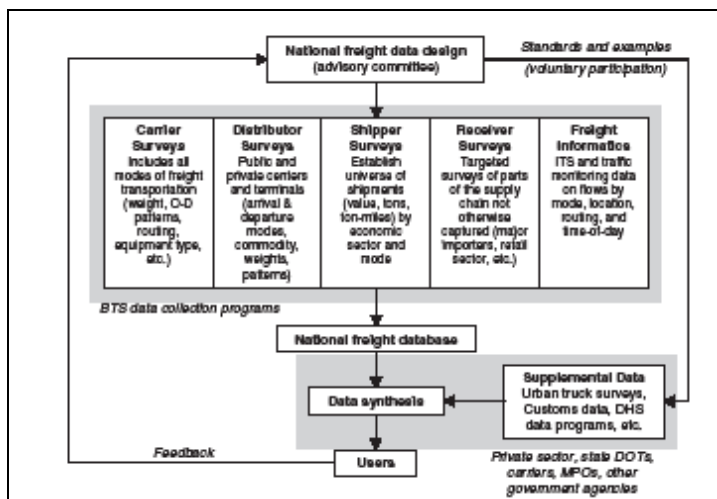 National freight data design
(advisory committee)
Standards and examples
(voluntary participation)
Carrier
Surveys
Includes all
modes of freight
transportation
(weight, O-D
patterns,
routing,
equipment type,
etc.)
Distributor
Surveys
Public and
private centers
and terminals
(arrival &
departure
modes,
commodity,
weights,
patterns)
Shipper
Surveys
Establish
universe of
shipments
(value, tons,
ton-miles) by
economic
sector and
mode
Receiver
Surveys
Targeted
surveys of parts
of the supply
chain not
otherwise
captured (major
importers, retail
sector, etc.)
Freight
Informatics
ITS and traffic
monitoring data
on flows by
mode, location,
routing, and
time-of-day
BTS data collection programs
National freight database
Data synthesis
Supplemental Data
Urban truck surveys,
Customs data, DHS
data programs, etc.
Feedback
Users
Private sector, state DOTs,
carriers, MPOs, other
government agencies